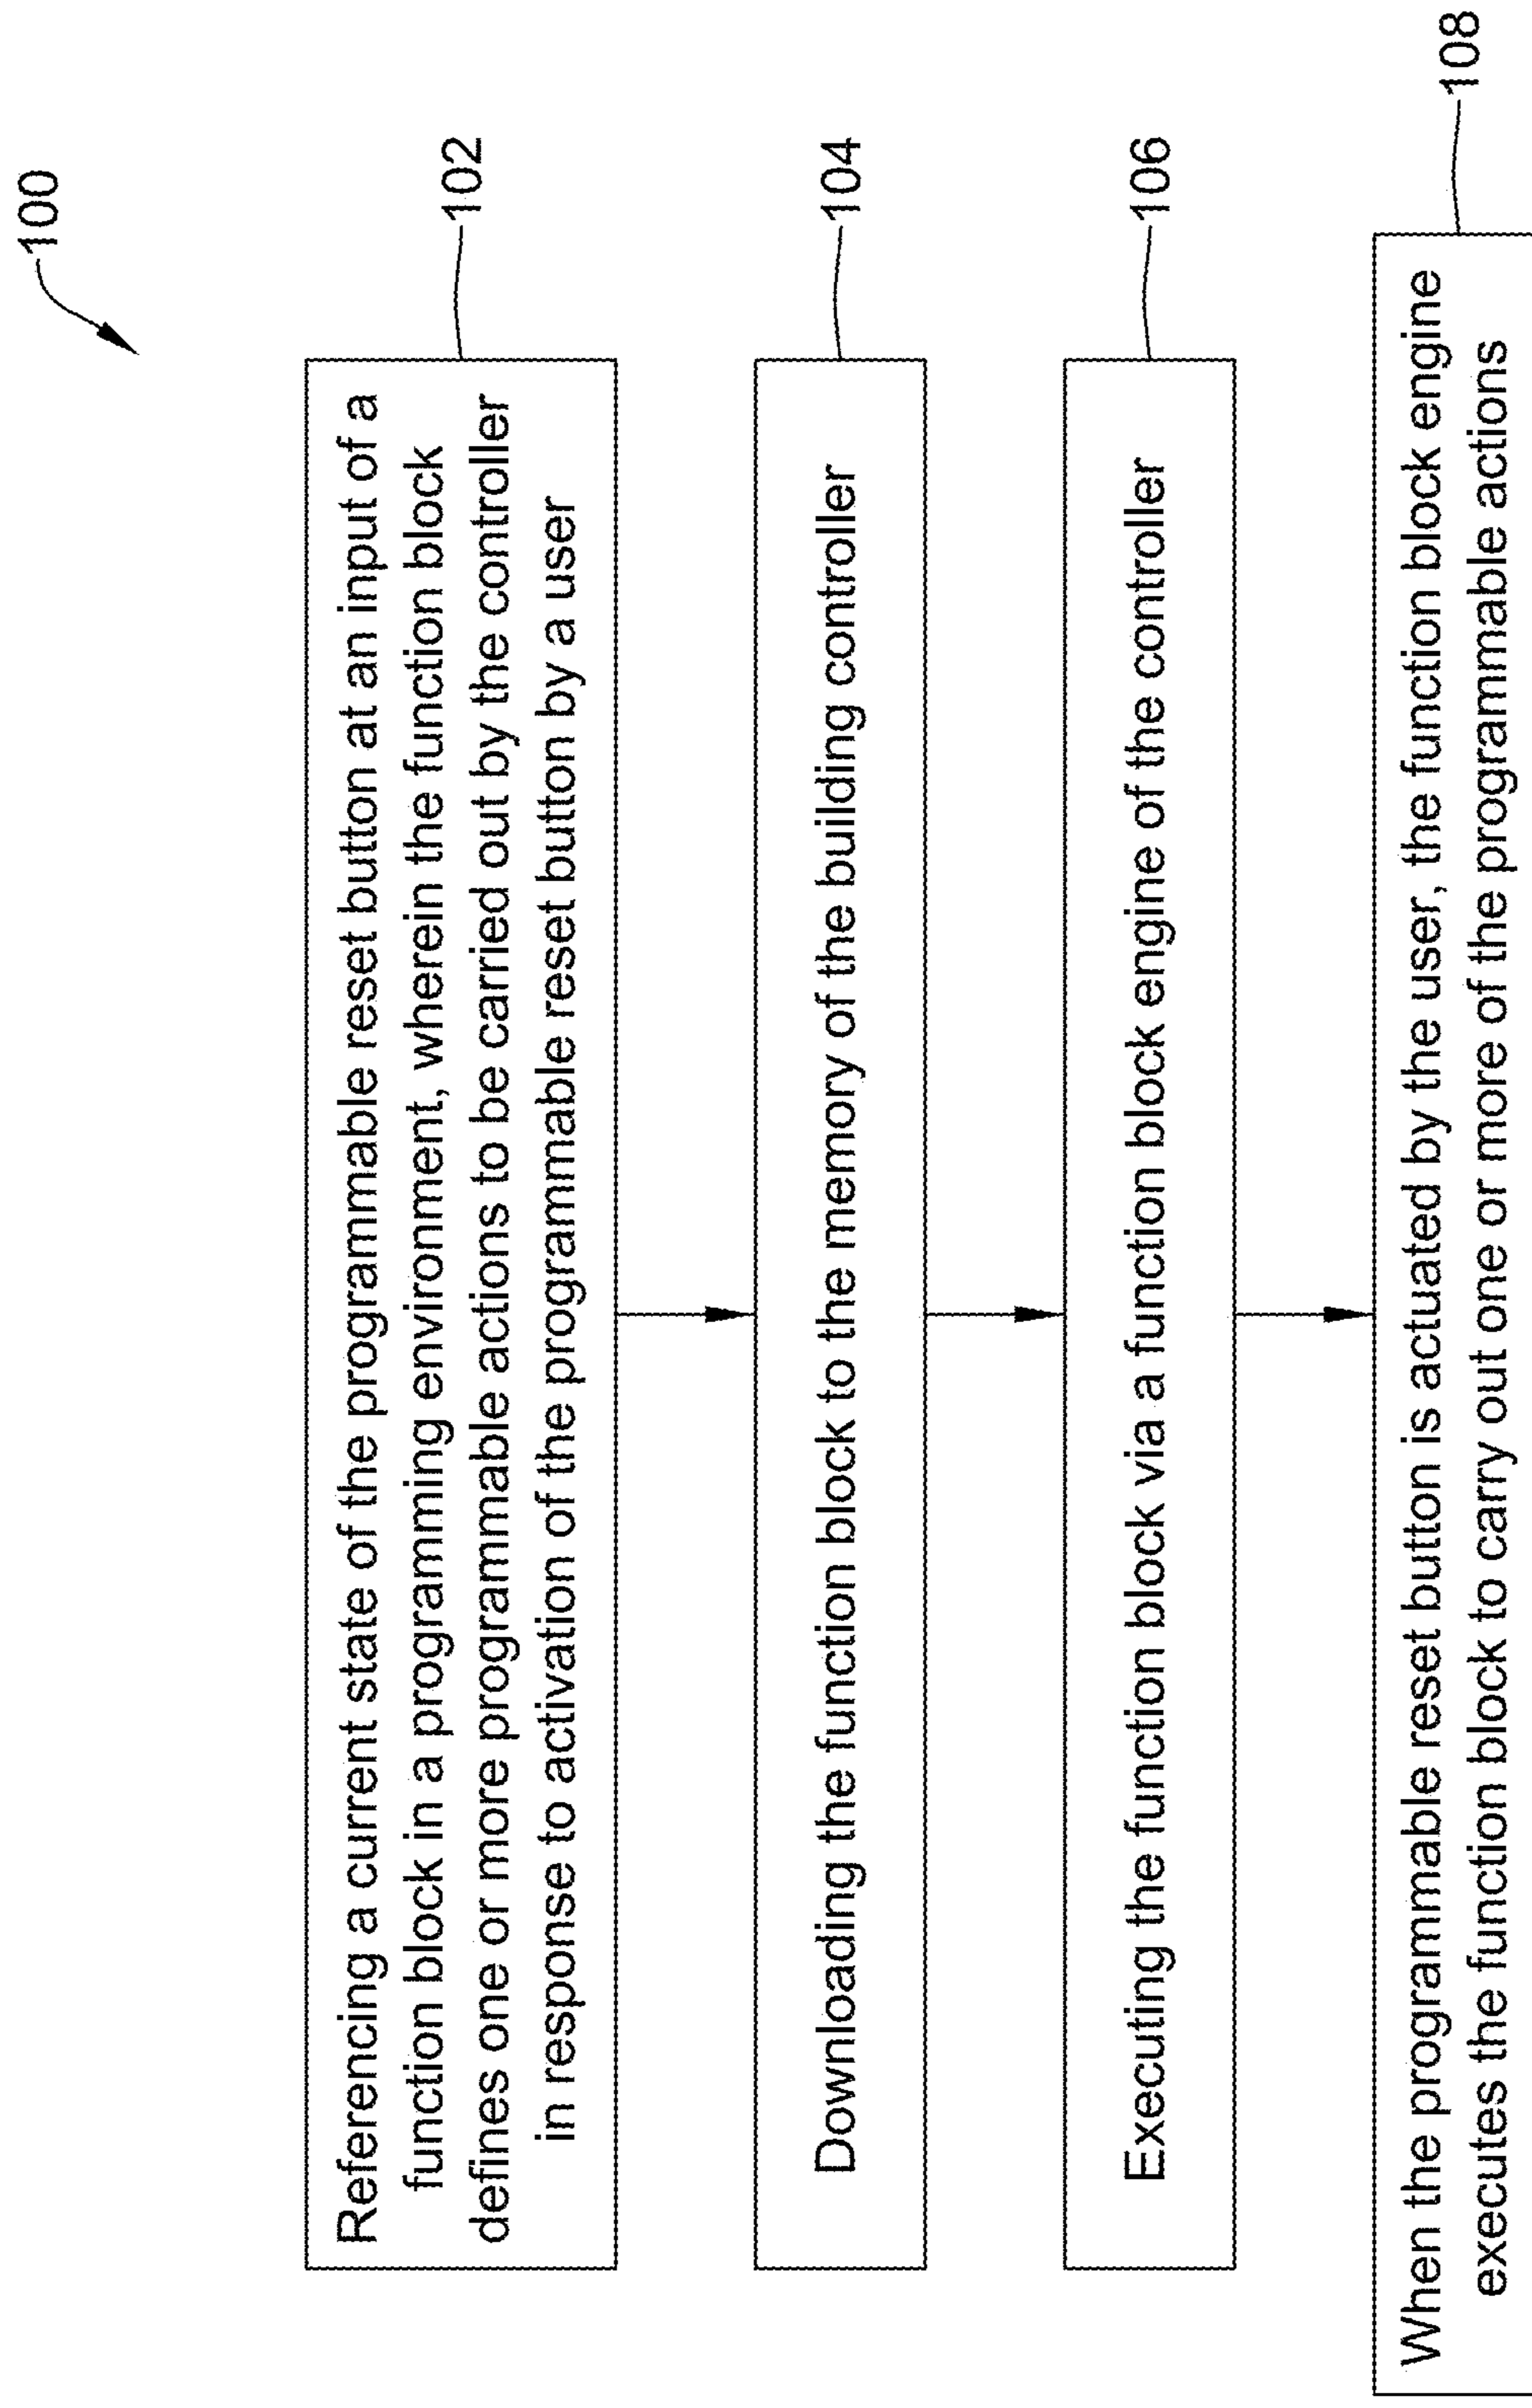 100
Referencing a current state of the programmable reset button at an input of a
function block in a programming environment, wherein the function block
defines one or more programmable actions to be carried out by the controller
in response to activation of the programmable reset button by a user
102
Downloading the function block to the memory of the building controller
104
Executing the function block via a function block engine of the controller
106
When the programmable reset button is actuated by the user, the function block engine
executes the function block to carry out one or more of the programmable actions
108